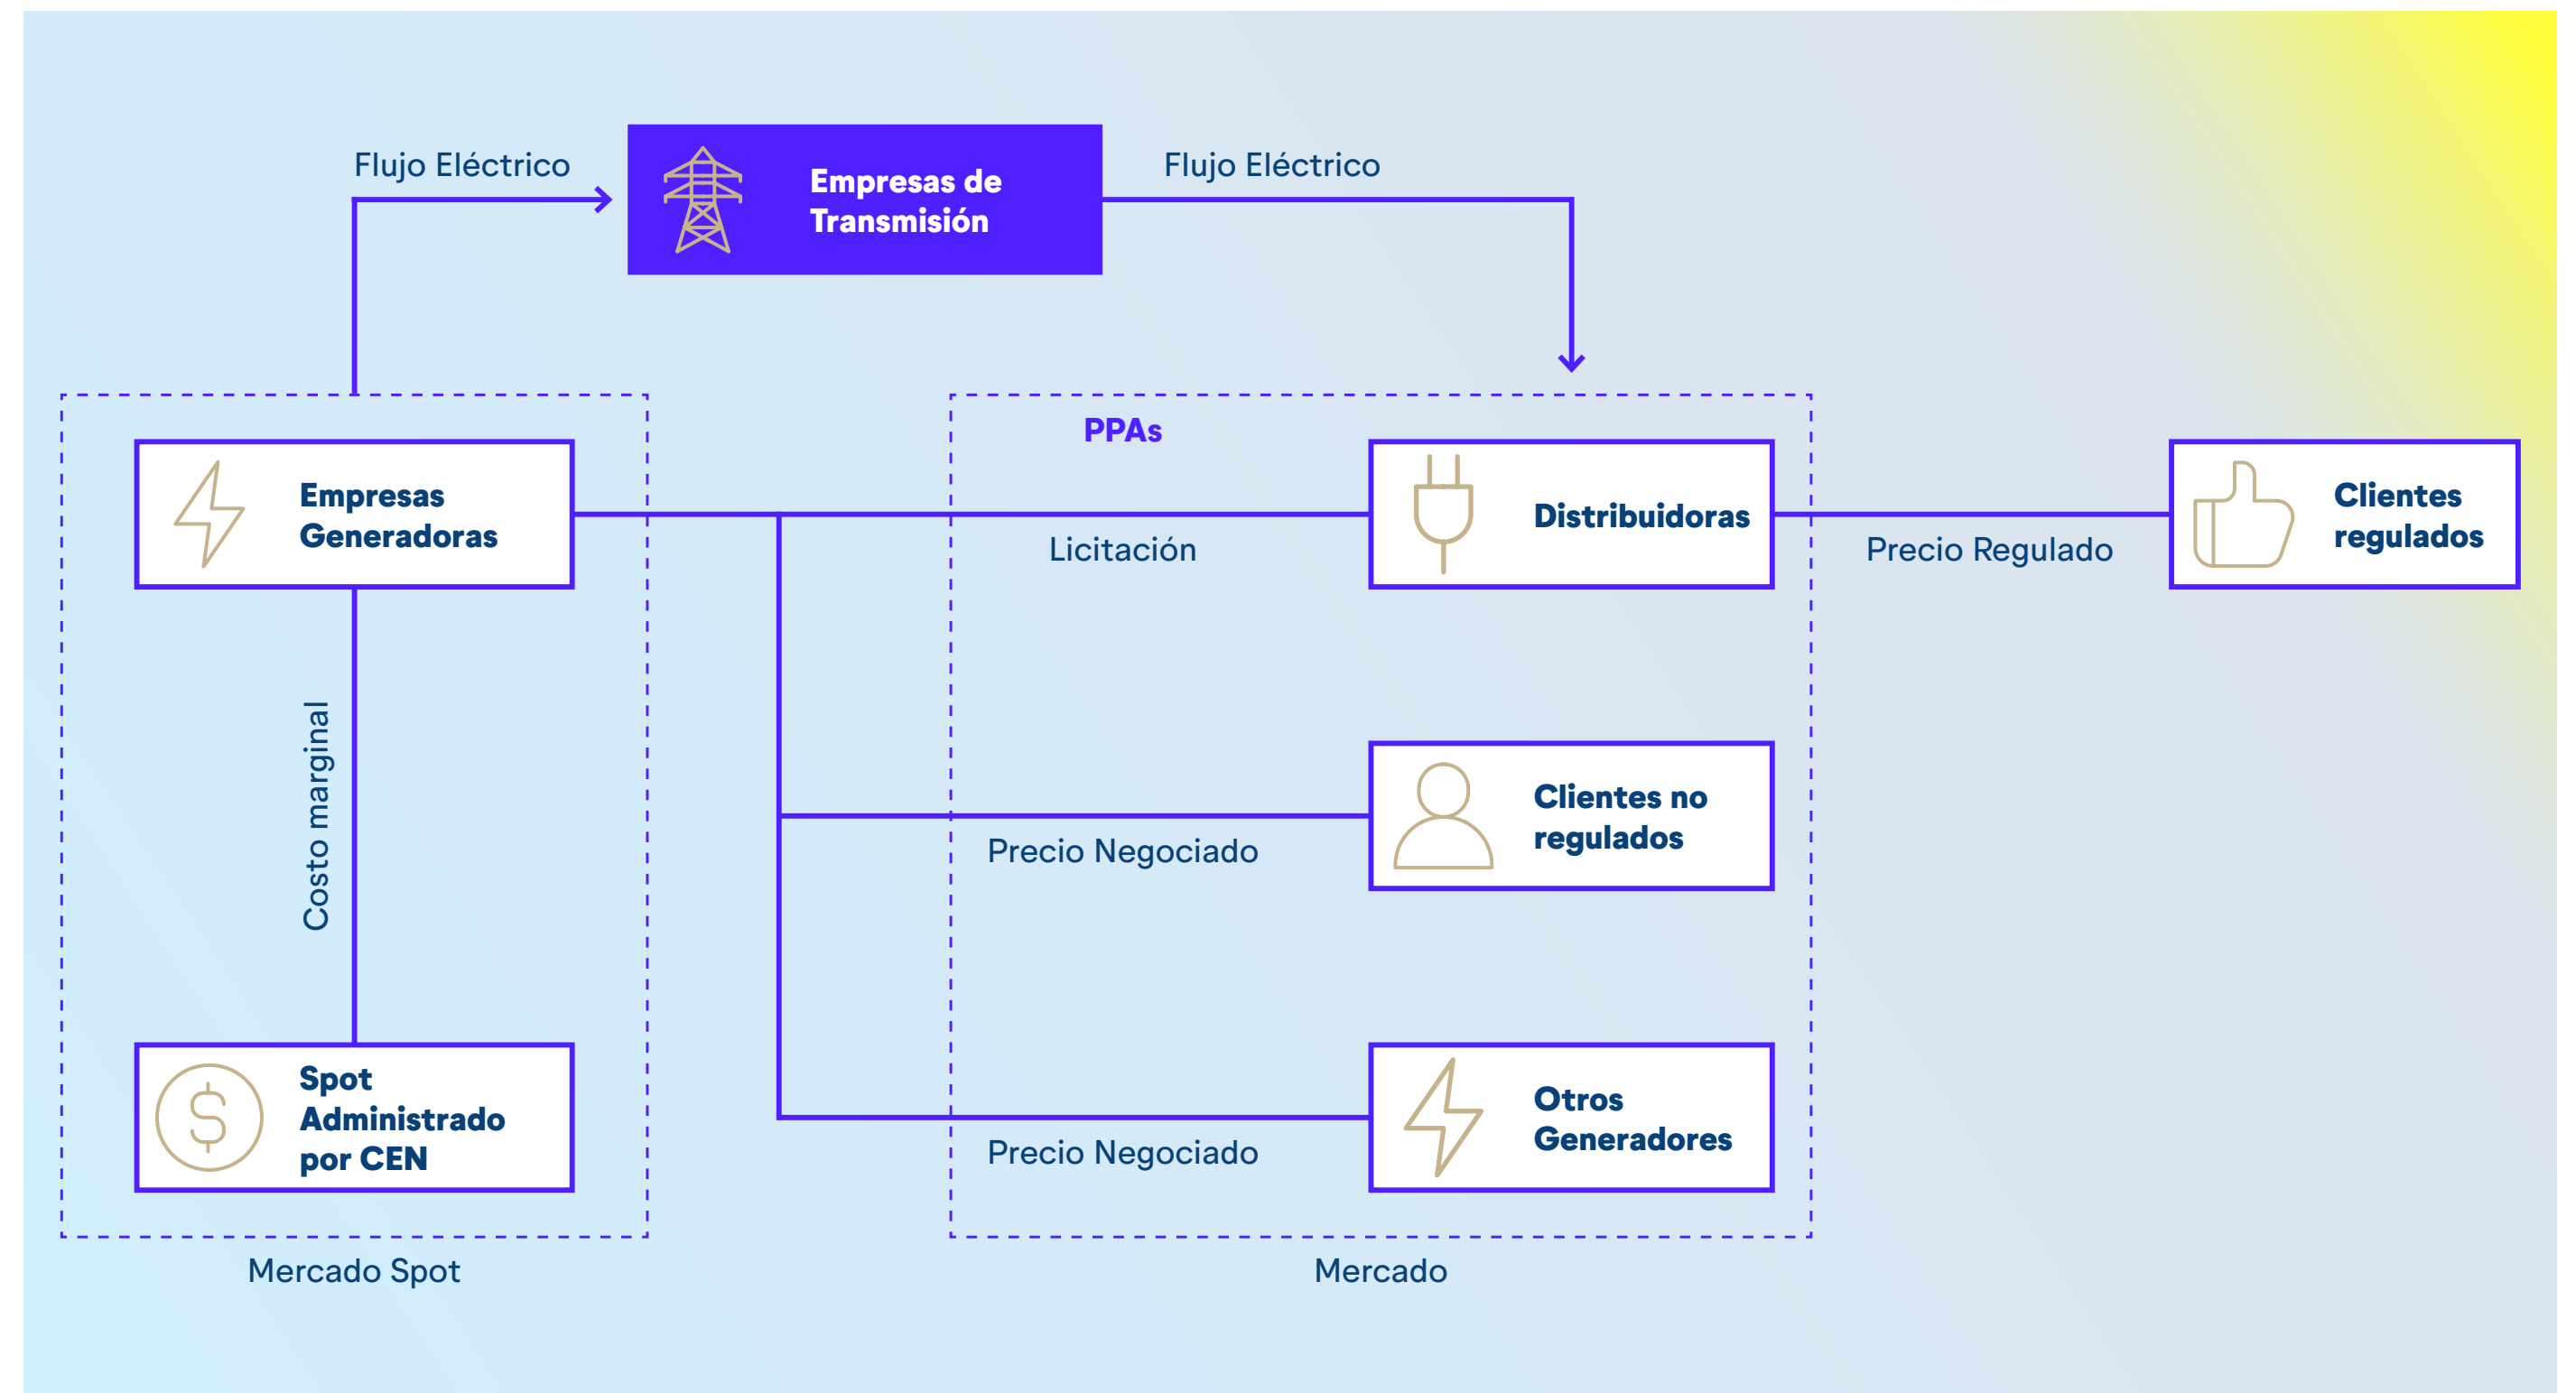 Flujo Eléctrico
Empresas de
Transmisión
Flujo Eléctrico
PPAs
Empresas
Generadoras
Licitación
Distribuidoras
Precio Regulado
Clientes
regulados
Costo marginal
Clientes no
regulados
Precio Negociado
Spot
Administrado
por CEN
Otros
Generadores
Precio Negociado
Mercado Spot
Mercado